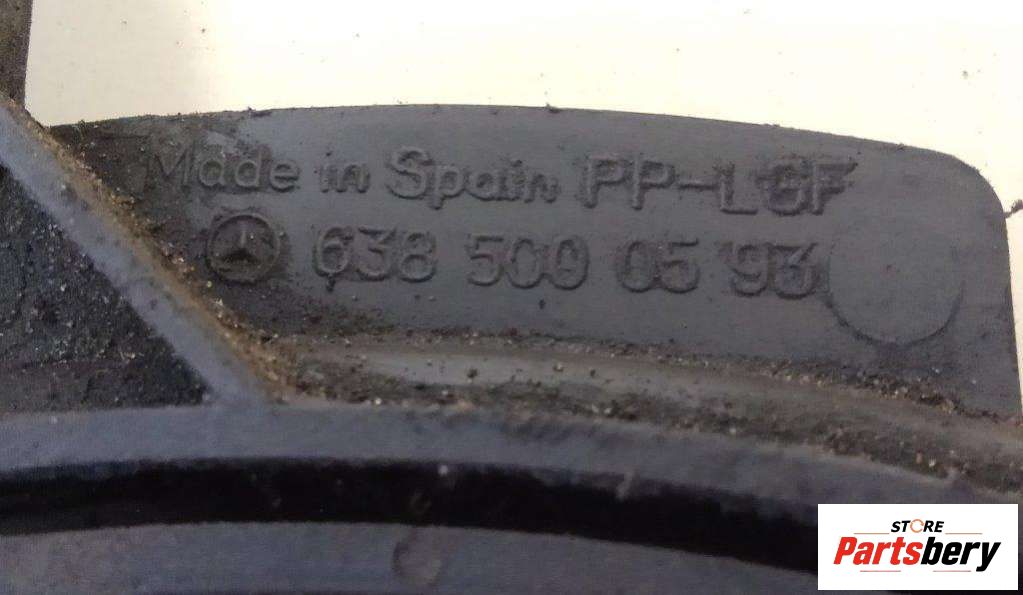 Made in Spain PP-LGF
638 500 05 93
STORE
Partsbery